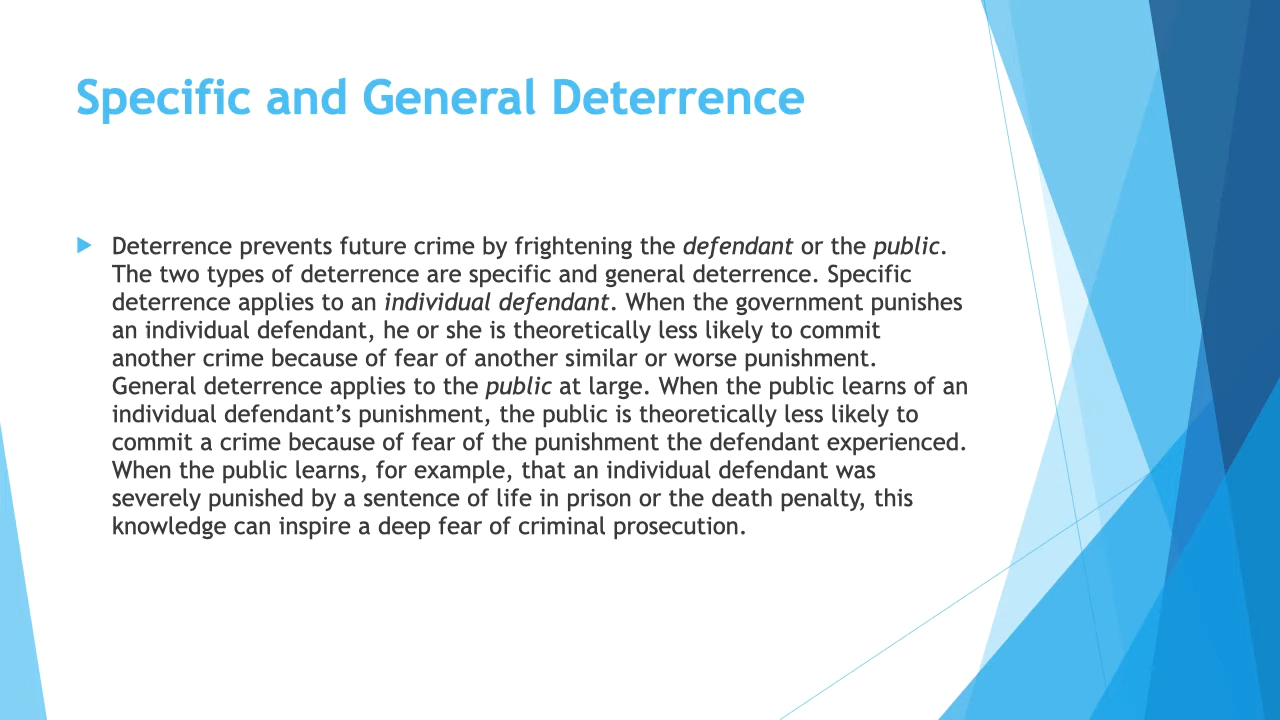 Specific and General Deterrence
Deterrence prevents future crime by frightening the defendant or the public.
The two types of deterrence are specific and general deterrence. Specific
deterrence applies to an individual defendant. When the government punishes
an individual defendant, he or she is theoretically less likely to commit
another crime because of fear of another similar or worse punishment.
General deterrence applies to the public at large. When the public learns of an
individual defendant’s punishment, the public is theoretically less likely to
commit a crime because of fear of the punishment the defendant experienced.
When the public learns, for example, that an individual defendant was
severely punished by a sentence of life in prison or the death penalty, this
knowledge can inspire a deep fear of criminal prosecution.